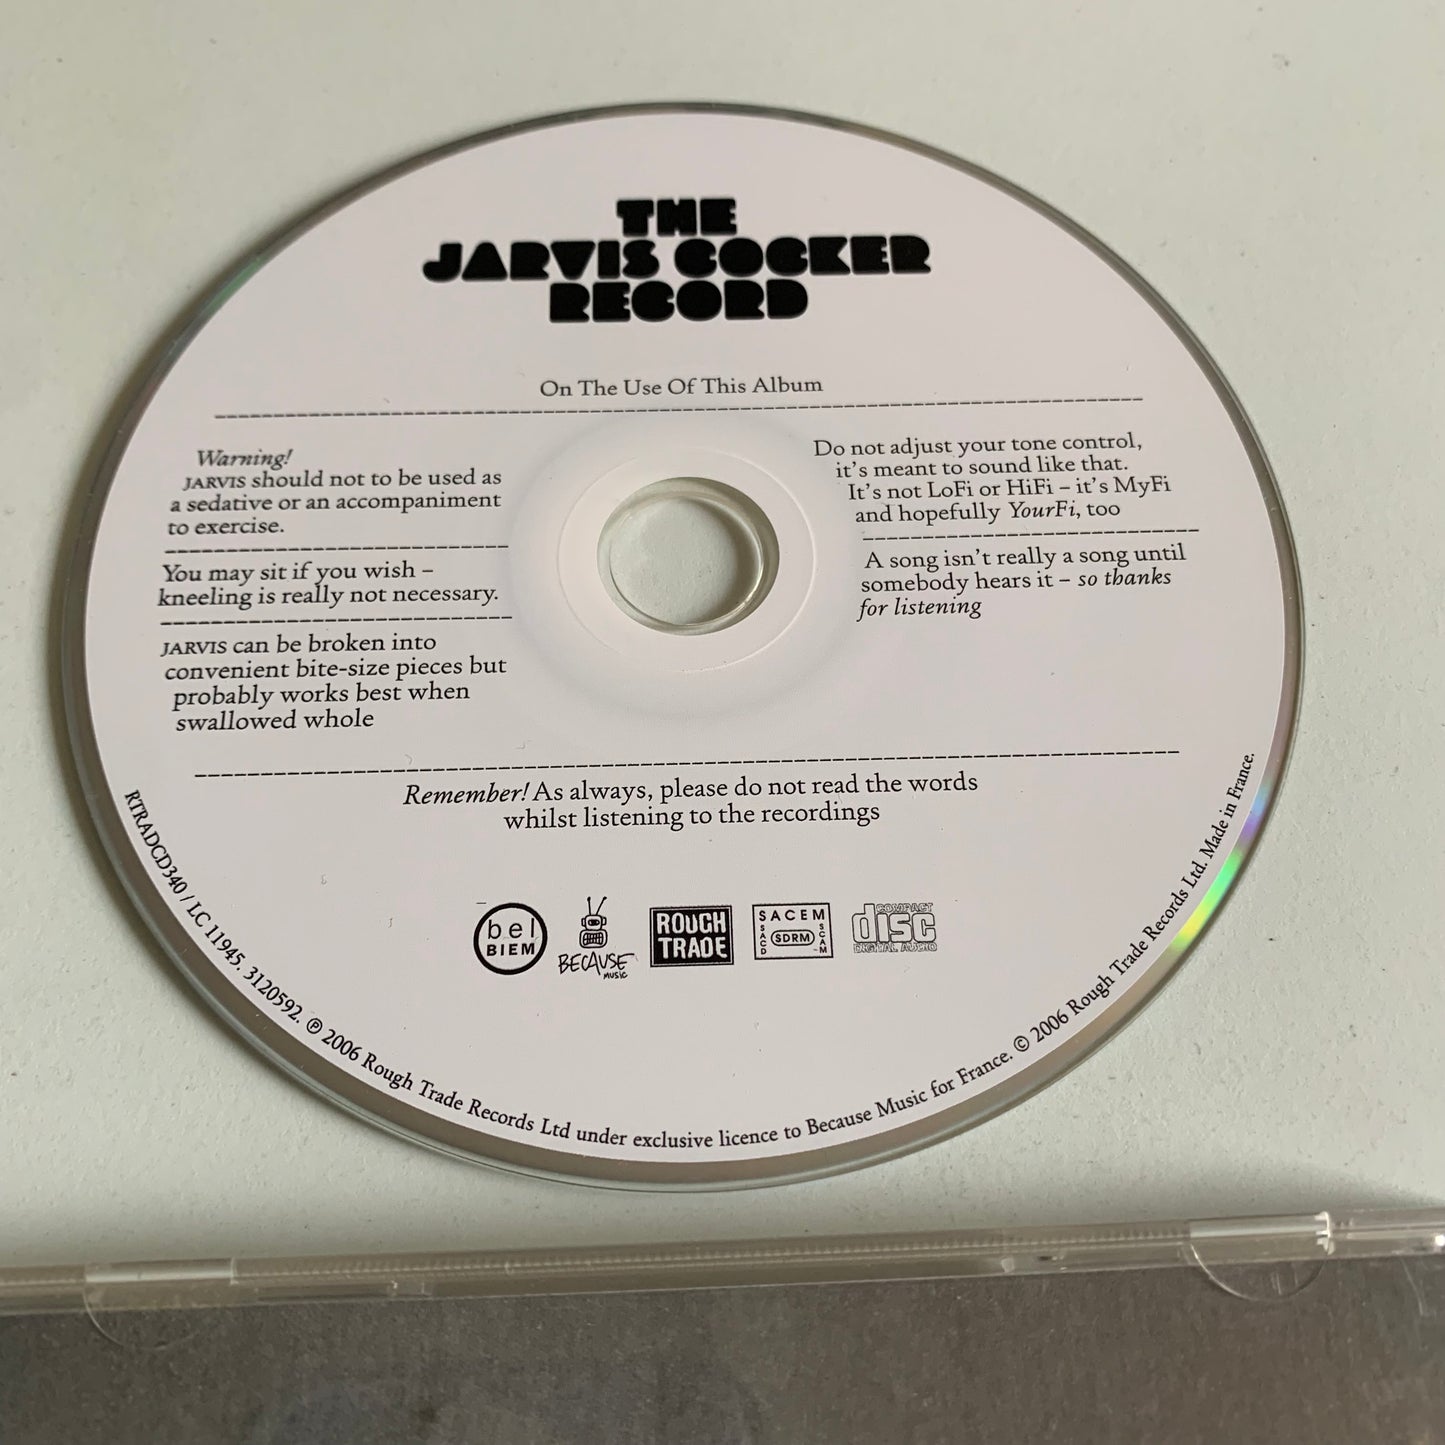 THE
JARVIS COCKER
RECORD
On The Use Of This Album
Warning!
JARVIS should not to be used as
a sedative or an accompaniment
to exercise.
You may sit if you wish –
kneeling is really not necessary.
JARVIS can be broken into
convenient bite-size pieces but
probably works best when
swallowed whole
Do not adjust your tone control,
it's meant to sound like that.
It's not LoFi or HiFi – it's MyFi
and hopefully YourFi, too
A song isn't really a song until
somebody hears it – so thanks
for listening
Remember! As always, please do not read the words
whilst listening to the recordings
bel
BIEM
BECAUSE
MUSIC
ROUGH
TRADE
SACEM
SACD
SDRM
SCAM
COMPACT
disc
DIGITAL AUDIO
RTRADCD340 / LC 11945. 3120592. ℗ 2006 Rough Trade Records Ltd under exclusive licence to Because Music for France. © 2006 Rough Trade Records Ltd. Made in France.